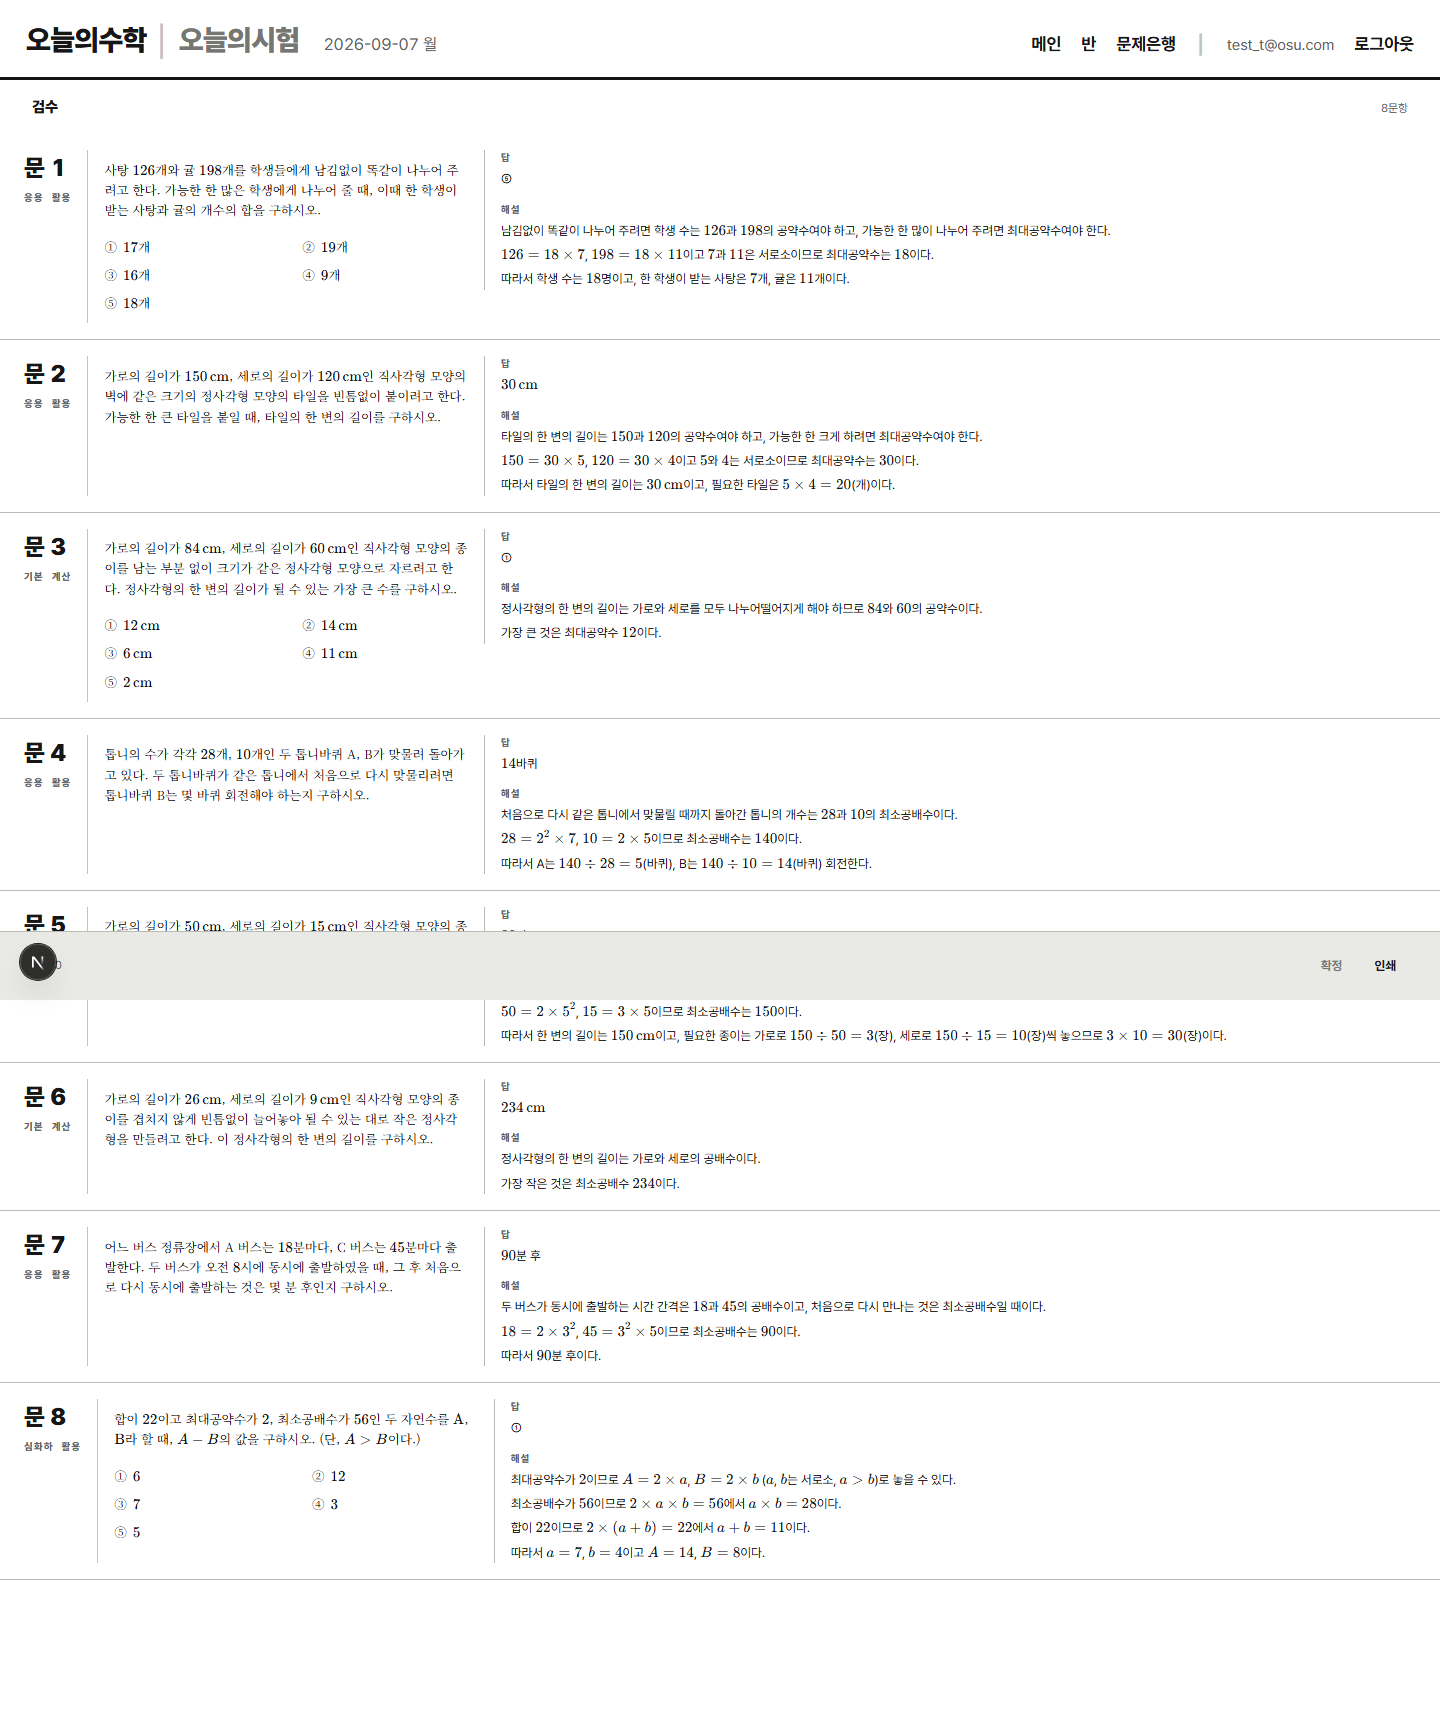 오늘의수학 | 오늘의시험 2026-09-07 월
메인 반 문제은행 | test_t@osu.com 로그아웃
검수
8문항
문 1
응용 활용
사탕 126개와 귤 198개를 학생들에게 남김없이 똑같이 나누어 주
려고 한다. 가능한 한 많은 학생에게 나누어 줄 때, 이때 한 학생이
받는 사탕과 귤의 개수의 합을 구하시오.
① 17개 ② 19개
③ 16개 ④ 9개
⑤ 18개
답
⑤
해설
남김없이 똑같이 나누어 주려면 학생 수는 126과 198의 공약수여야 하고, 가능한 한 많이 나누어 주려면 최대공약수여야 한다.
126 = 18 × 7, 198 = 18 × 11이고 7과 11은 서로소이므로 최대공약수는 18이다.
따라서 학생 수는 18명이고, 한 학생이 받는 사탕은 7개, 귤은 11개이다.
문 2
응용 활용
가로의 길이가 150 cm, 세로의 길이가 120 cm인 직사각형 모양의
벽에 같은 크기의 정사각형 모양의 타일을 빈틈없이 붙이려고 한다.
가능한 한 큰 타일을 붙일 때, 타일의 한 변의 길이를 구하시오.
답
30 cm
해설
타일의 한 변의 길이는 150과 120의 공약수여야 하고, 가능한 한 크게 하려면 최대공약수여야 한다.
150 = 30 × 5, 120 = 30 × 4이고 5와 4는 서로소이므로 최대공약수는 30이다.
따라서 타일의 한 변의 길이는 30 cm이고, 필요한 타일은 5 × 4 = 20(개)이다.
문 3
기본 계산
가로의 길이가 84 cm, 세로의 길이가 60 cm인 직사각형 모양의 종
이를 남는 부분 없이 크기가 같은 정사각형 모양으로 자르려고 한
다. 정사각형의 한 변의 길이가 될 수 있는 가장 큰 수를 구하시오.
① 12 cm ② 14 cm
③ 6 cm ④ 11 cm
⑤ 2 cm
답
①
해설
정사각형의 한 변의 길이는 가로와 세로를 모두 나누어떨어지게 해야 하므로 84와 60의 공약수이다.
가장 큰 것은 최대공약수 12이다.
문 4
응용 활용
톱니의 수가 각각 28개, 10개인 두 톱니바퀴 A, B가 맞물려 돌아가
고 있다. 두 톱니바퀴가 같은 톱니에서 처음으로 다시 맞물리려면
톱니바퀴 B는 몇 바퀴 회전해야 하는지 구하시오.
답
14바퀴
해설
처음으로 다시 같은 톱니에서 맞물릴 때까지 돌아간 톱니의 개수는 28과 10의 최소공배수이다.
28 = 2² × 7, 10 = 2 × 5이므로 최소공배수는 140이다.
따라서 A는 140 ÷ 28 = 5(바퀴), B는 140 ÷ 10 = 14(바퀴) 회전한다.
문 5
가로의 길이가 50 cm, 세로의 길이가 15 cm인 직사각형 모양의 종
답
N
확정 인쇄
50 = 2 × 5², 15 = 3 × 5이므로 최소공배수는 150이다.
따라서 한 변의 길이는 150 cm이고, 필요한 종이는 가로로 150 ÷ 50 = 3(장), 세로로 150 ÷ 15 = 10(장)씩 놓으므로 3 × 10 = 30(장)이다.
문 6
기본 계산
가로의 길이가 26 cm, 세로의 길이가 9 cm인 직사각형 모양의 종
이를 겹치지 않게 빈틈없이 늘어놓아 될 수 있는 대로 작은 정사각
형을 만들려고 한다. 이 정사각형의 한 변의 길이를 구하시오.
답
234 cm
해설
정사각형의 한 변의 길이는 가로와 세로의 공배수이다.
가장 작은 것은 최소공배수 234이다.
문 7
응용 활용
어느 버스 정류장에서 A 버스는 18분마다, C 버스는 45분마다 출
발한다. 두 버스가 오전 8시에 동시에 출발하였을 때, 그 후 처음으
로 다시 동시에 출발하는 것은 몇 분 후인지 구하시오.
답
90분 후
해설
두 버스가 동시에 출발하는 시간 간격은 18과 45의 공배수이고, 처음으로 다시 만나는 것은 최소공배수일 때이다.
18 = 2 × 3², 45 = 3² × 5이므로 최소공배수는 90이다.
따라서 90분 후이다.
문 8
심화하 활용
합이 22이고 최대공약수가 2, 최소공배수가 56인 두 자연수를 A,
B라 할 때, A − B의 값을 구하시오. (단, A > B이다.)
① 6 ② 12
③ 7 ④ 3
⑤ 5
답
①
해설
최대공약수가 2이므로 A = 2 × a, B = 2 × b (a, b는 서로소, a > b)로 놓을 수 있다.
최소공배수가 56이므로 2 × a × b = 56에서 a × b = 28이다.
합이 22이므로 2 × (a + b) = 22에서 a + b = 11이다.
따라서 a = 7, b = 4이고 A = 14, B = 8이다.